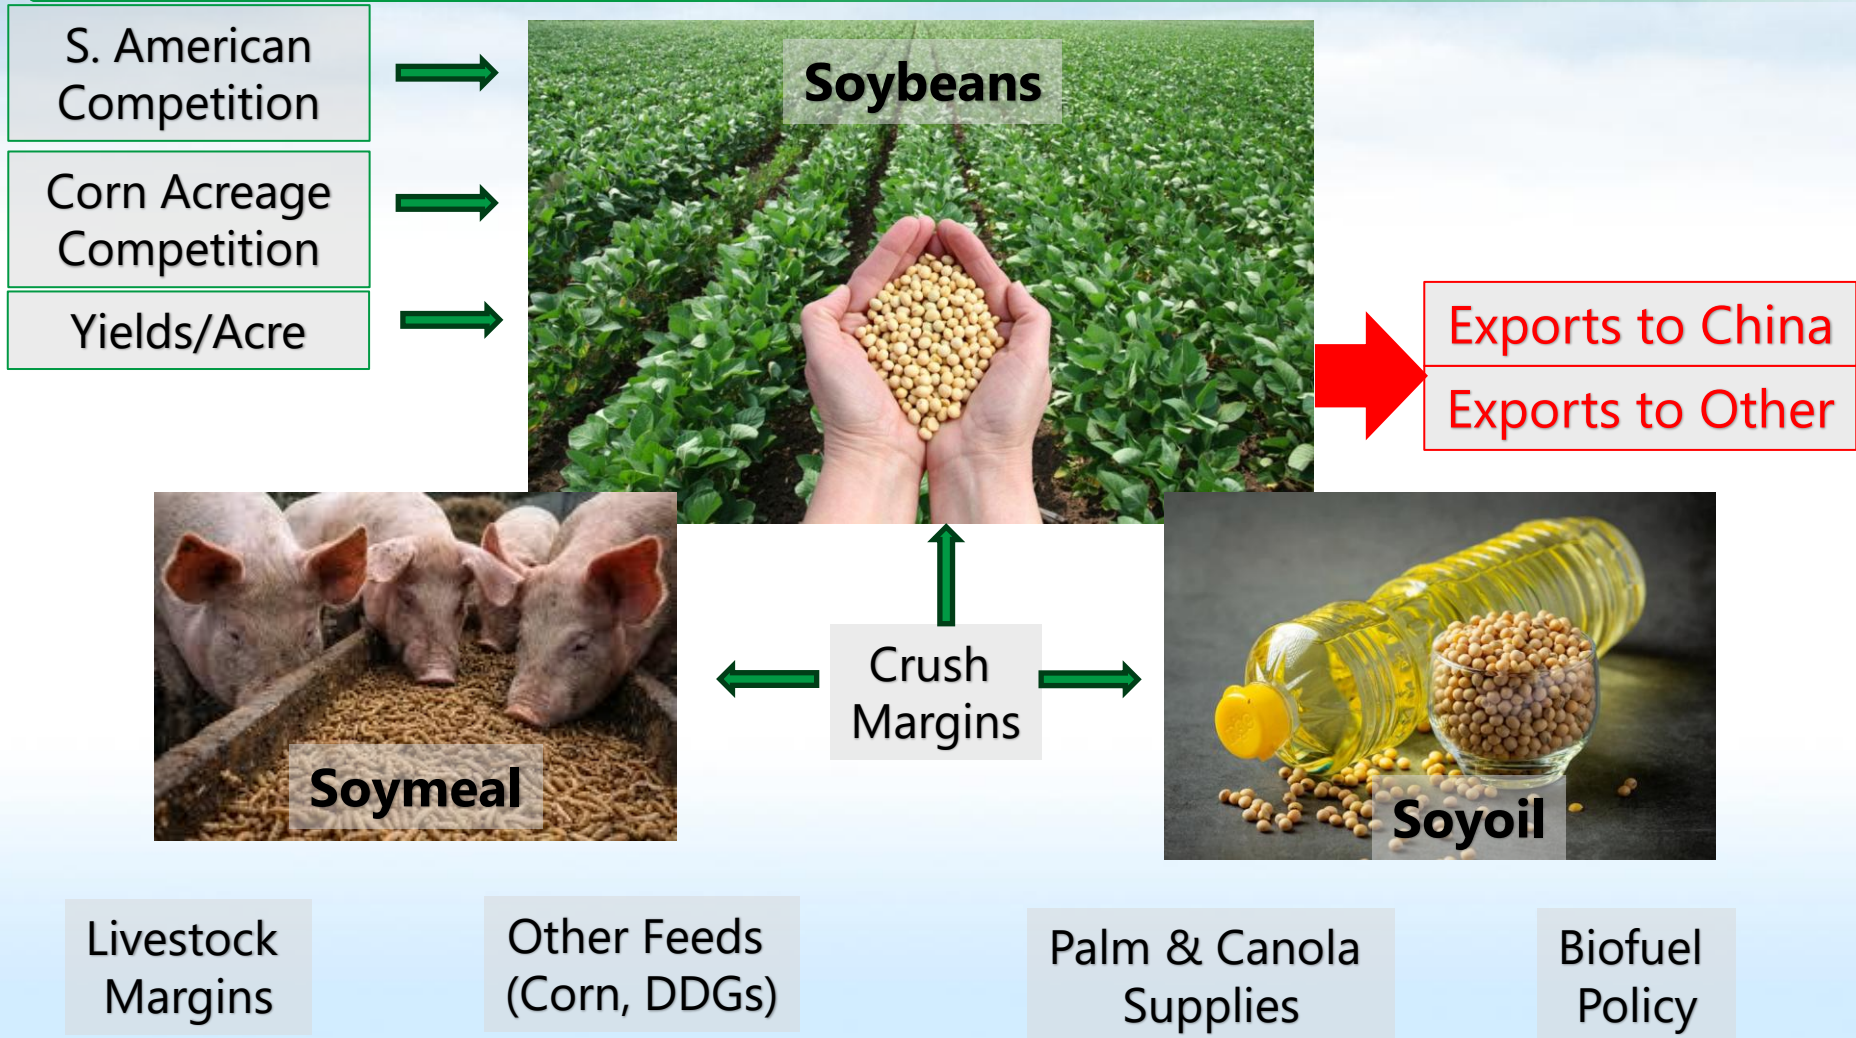 S. American
Competition
Soybeans
Corn Acreage
Competition
Yields/Acre
Exports to China
Exports to Other
Crush
Margins
Soymeal
Soyoil
Livestock
Margins
Other Feeds
(Corn, DDGs)
Palm & Canola
Supplies
Biofuel
Policy